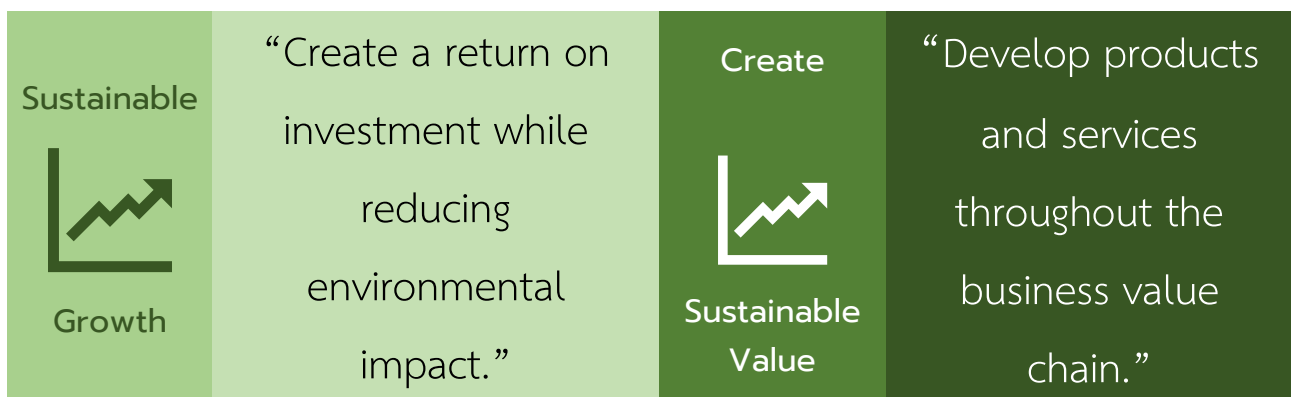 Sustainable
Growth
“Create a return on
investment while
reducing
environmental
impact.”
Create
Sustainable
Value
“Develop products
and services
throughout the
business value
chain.”